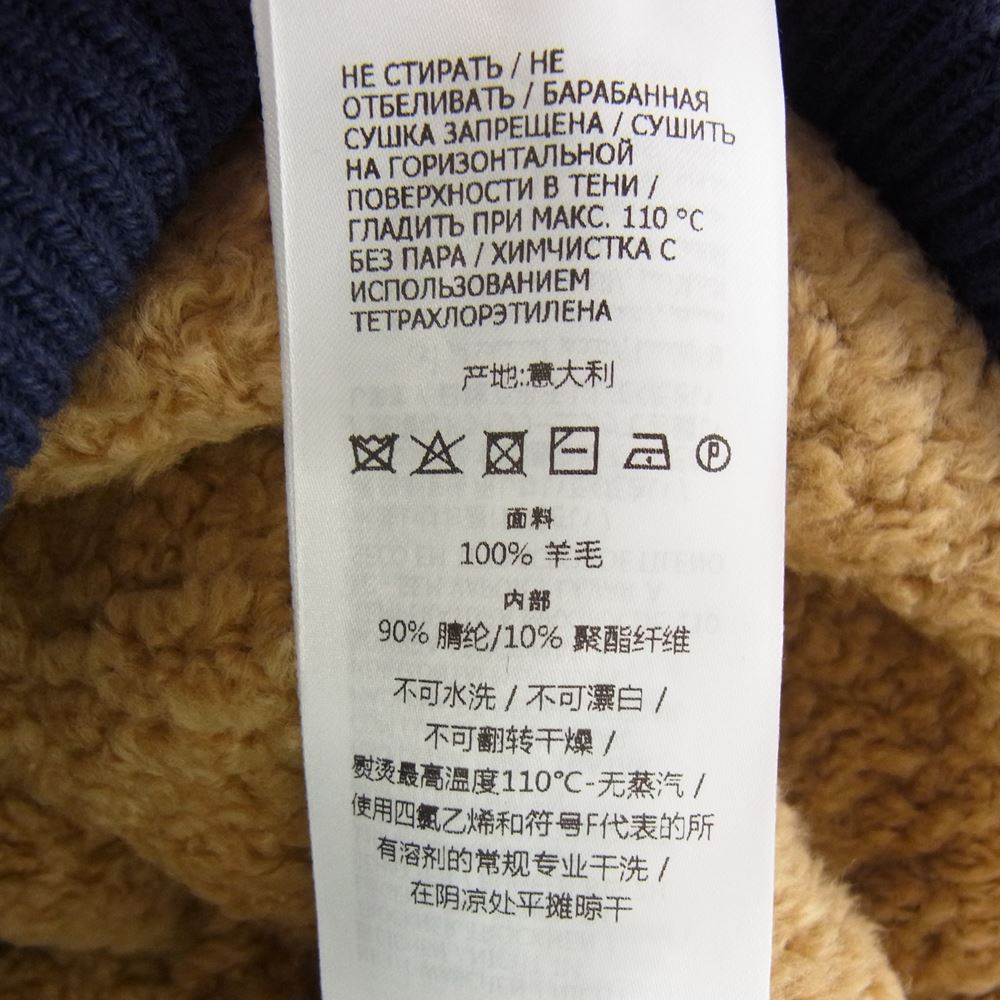 НЕ СТИРАТЬ / НЕ
ОТБЕЛИВАТЬ / БАРАБАННАЯ
СУШКА ЗАПРЕЩЕНА / СУШИТЬ
НА ГОРИЗОНТАЛЬНОЙ
ПОВЕРХНОСТИ В ТЕНИ /
ГЛАДИТЬ ПРИ МАКС. 110 °C
БЕЗ ПАРА / ХИМЧИСТКА С
ИСПОЛЬЗОВАНИЕМ
ТЕТРАХЛОРЭТИЛЕНА
产地:意大利
P
面料
100% 羊毛
内部
90% 腈纶/10% 聚酯纤维
不可水洗 / 不可漂白 /
不可翻转干燥 /
熨烫最高温度110°C-无蒸汽 /
使用四氯乙烯和符号F代表的所
有溶剂的常规专业干洗 /
在阴凉处平摊晾干